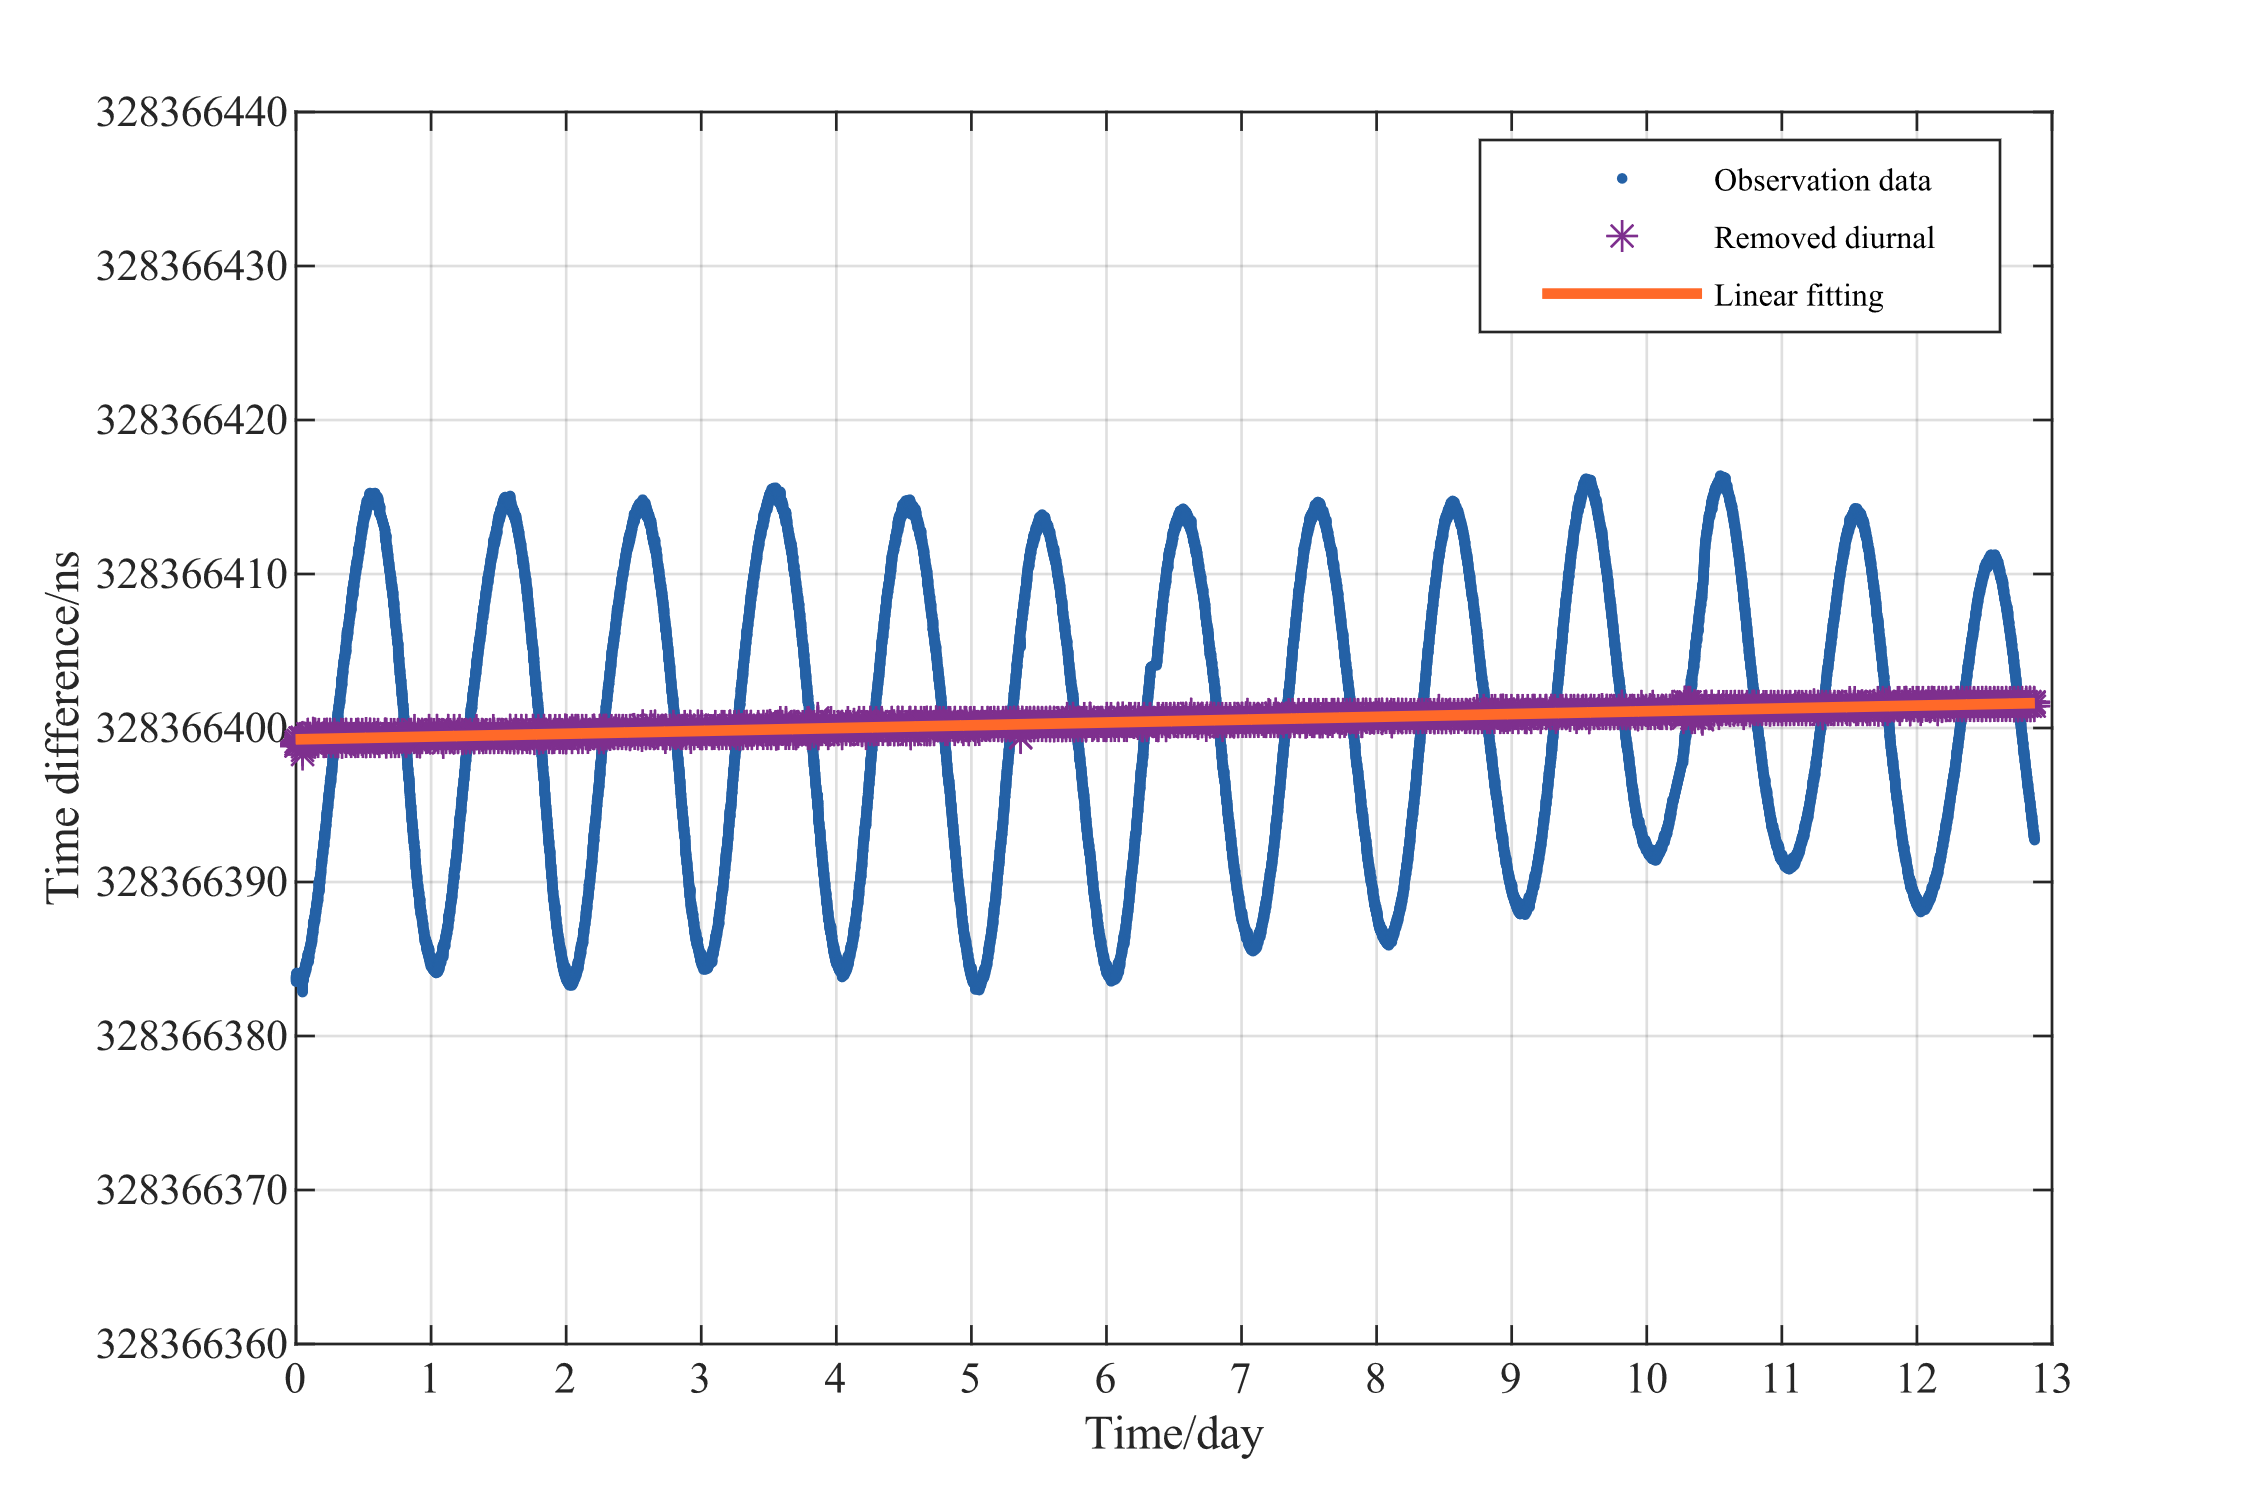 328366440
328366430
328366420
328366410
328366400
328366390
328366380
328366370
328366360
Time difference/ns
Observation data
Removed diurnal
Linear fitting
0 1 2 3 4 5 6 7 8 9 10 11 12 13
Time/day